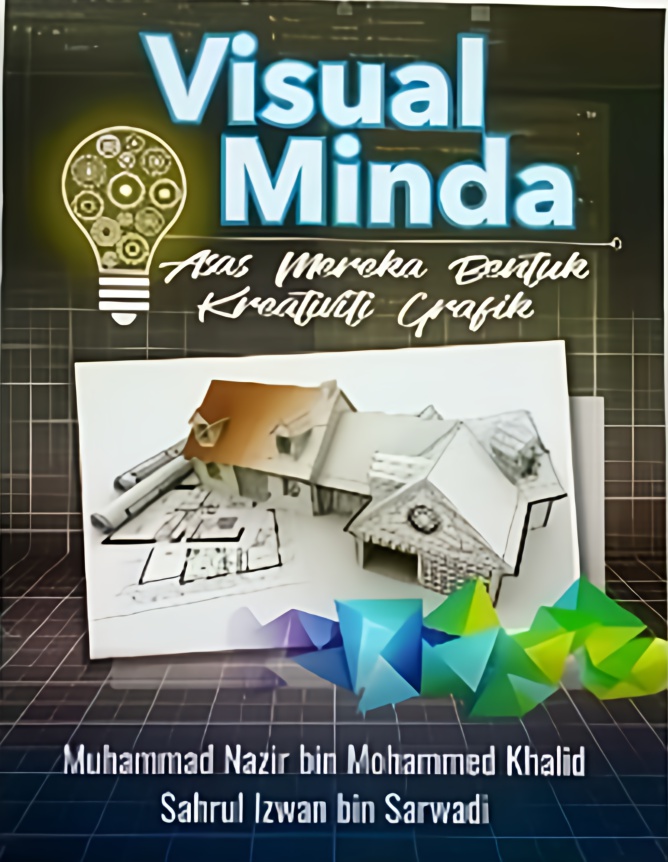 Visual
Minda
Asas Mereka Bentuk
Kreativiti Grafik
Muhammad Nazir bin Mohammed Khalid
Sahrul Izwan bin Sarwadi